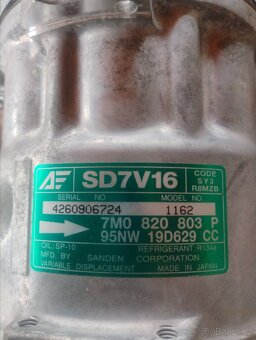 AF SD7V16
CODE
SY3
R8MZB
SERIAL NO MODEL NO
4260906724 1162
7M0 820 803 P
95NW 19D629 CC
OIL:SP-10 REFRIGERANT:R134a
MFD. BY SANDEN CORPORATION
VARIABLE DISPLACEMENT MADE IN JAPAN